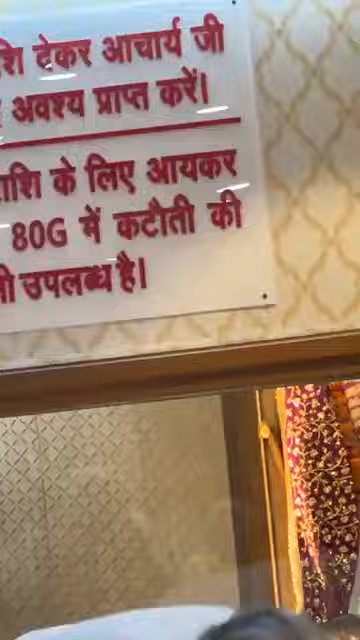 देकर आचार्य जी
अवश्य प्राप्त करें।
के लिए आयकर
80G में कटौती की
उपलब्ध है।